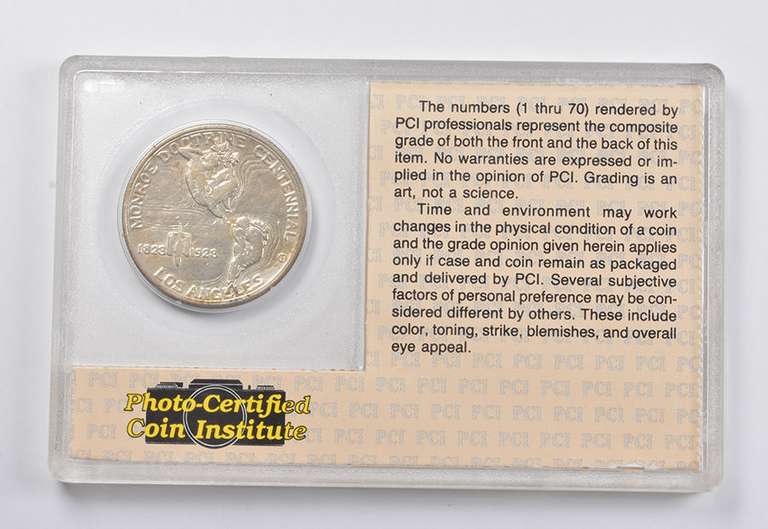 MONROE DOCTRINE CENTENNIAL
1823 1923
LOS ANGELES
The numbers (1 thru 70) rendered by
PCI professionals represent the composite
grade of both the front and the back of this
item. No warranties are expressed or im-
plied in the opinion of PCI. Grading is an
art, not a science.
Time and environment may work
changes in the physical condition of a coin
and the grade opinion given herein applies
only if case and coin remain as packaged
and delivered by PCI. Several subjective
factors of personal preference may be con-
sidered different by others. These include
color, toning, strike, blemishes, and overall
eye appeal.
Photo-Certified
Coin Institute